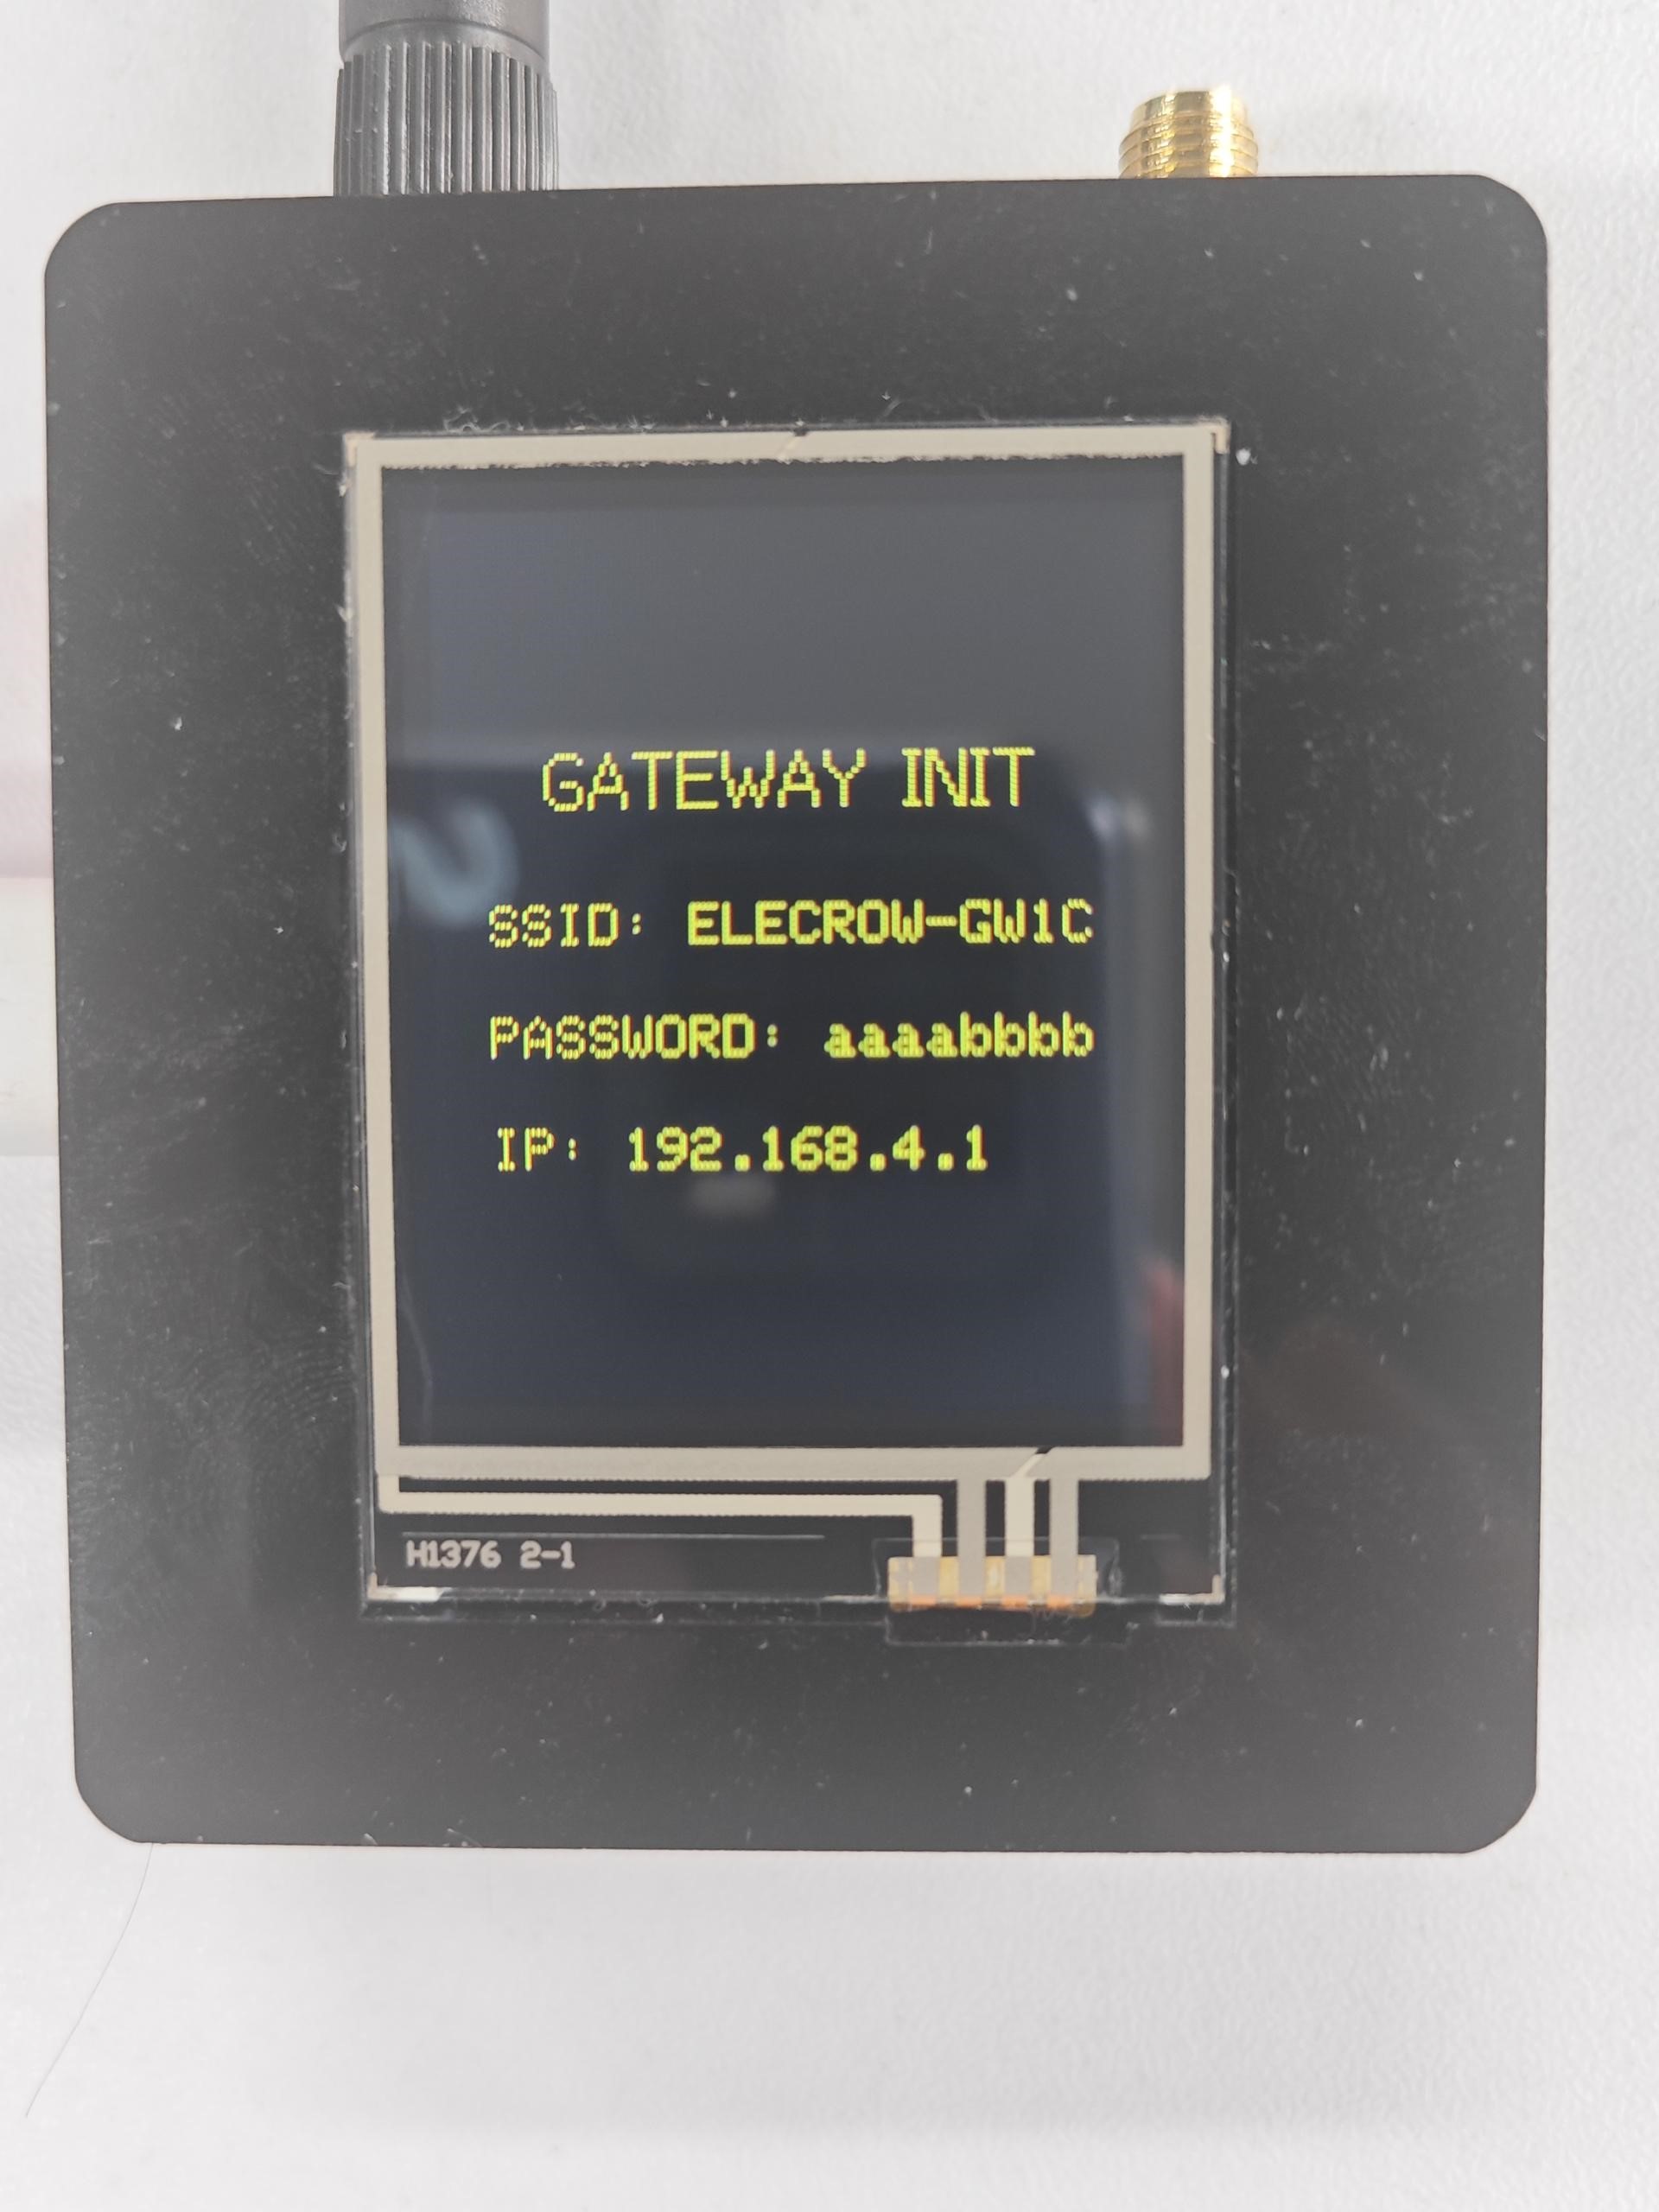 GATEWAY INIT
SSID: ELECROW-GW1C
PASSWORD: aaaabbbb
IP: 192.168.4.1
H1376 2-1